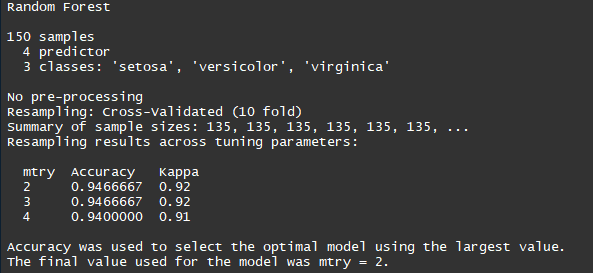 Random Forest
150 samples
4 predictor
3 classes: 'setosa', 'versicolor', 'virginica'
No pre-processing
Resampling: Cross-Validated (10 fold)
Summary of sample sizes: 135, 135, 135, 135, 135, 135, ...
Resampling results across tuning parameters:
mtry Accuracy Kappa
2 0.9466667 0.92
3 0.9466667 0.92
4 0.9400000 0.91
Accuracy was used to select the optimal model using the largest value.
The final value used for the model was mtry = 2.